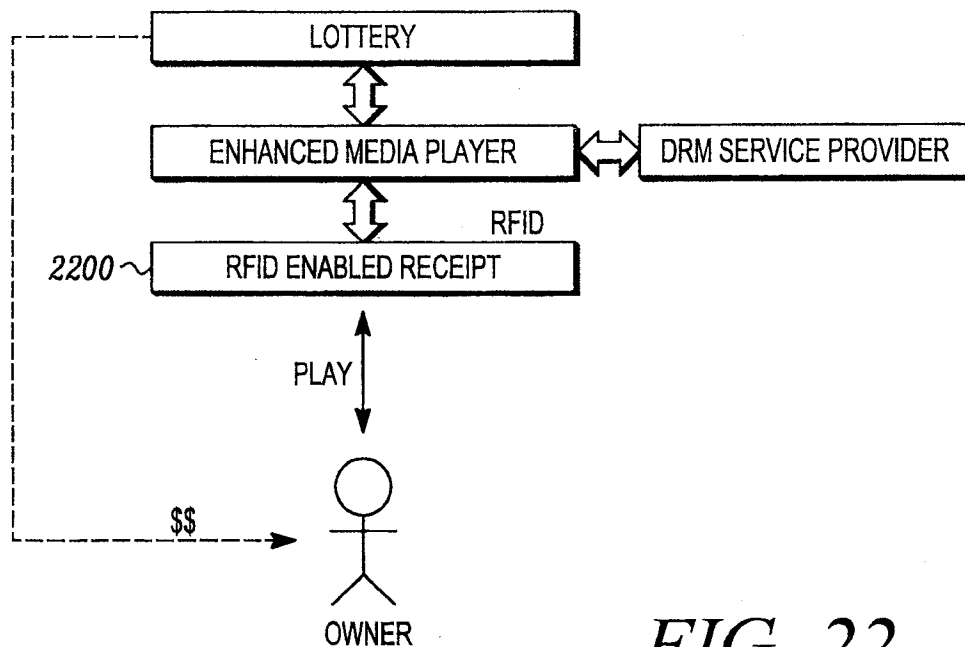 LOTTERY
ENHANCED MEDIA PLAYER
DRM SERVICE PROVIDER
RFID
2200
RFID ENABLED RECEIPT
PLAY
$$
OWNER
FIG. 22